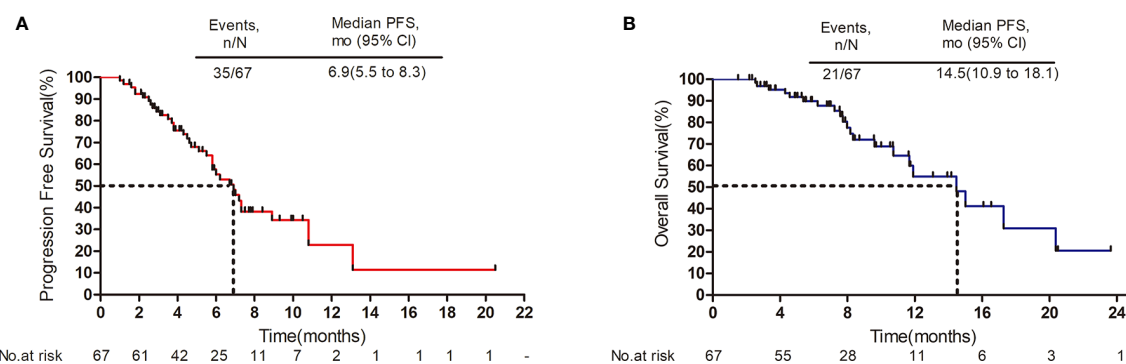 A
Events, Median PFS,
n/N mo (95% CI)
35/67 6.9(5.5 to 8.3)
Progression Free Survival(%)
100
90
80
70
60
50
40
30
20
10
0
0 2 4 6 8 10 12 14 16 18 20 22
Time(months)
No.at risk 67 61 42 25 11 7 2 1 1 1 1 -
B
Events, Median PFS,
n/N mo (95% CI)
21/67 14.5(10.9 to 18.1)
Overall Survival(%)
100
90
80
70
60
50
40
30
20
10
0
0 4 8 12 16 20 24
Time(months)
No.at risk 67 55 28 11 6 3 1